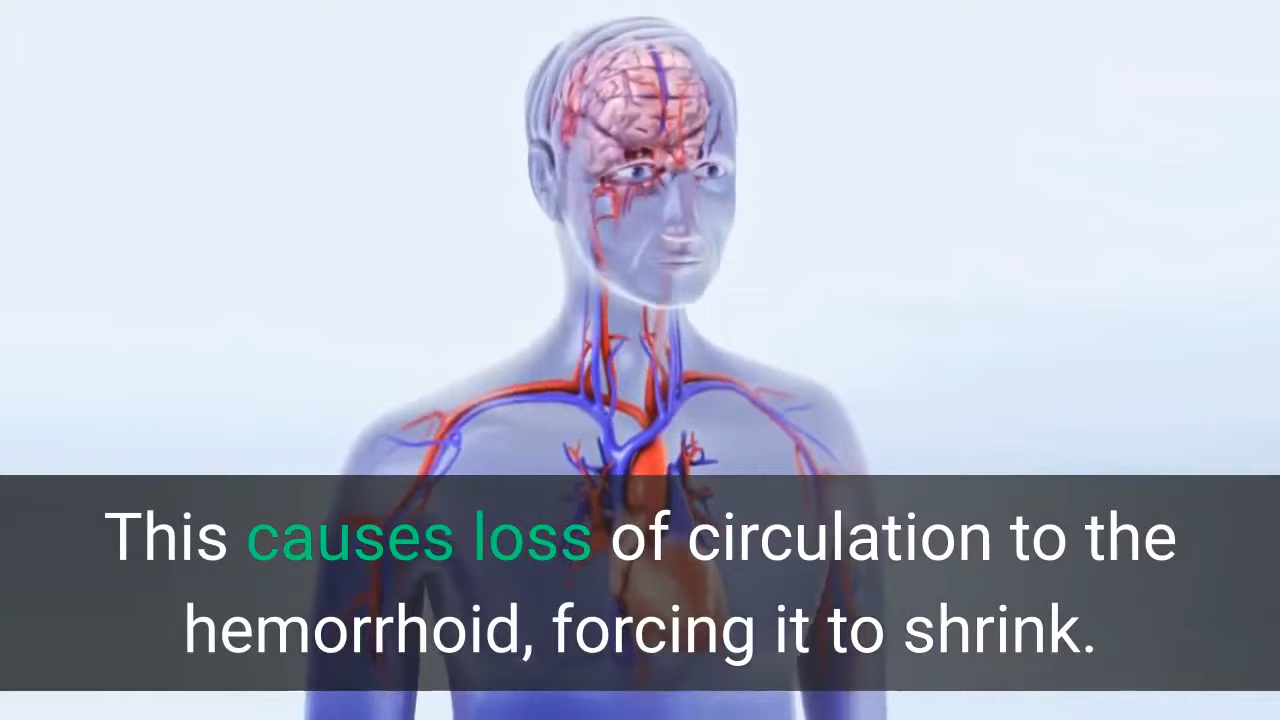 This causes loss of circulation to the
hemorrhoid, forcing it to shrink.